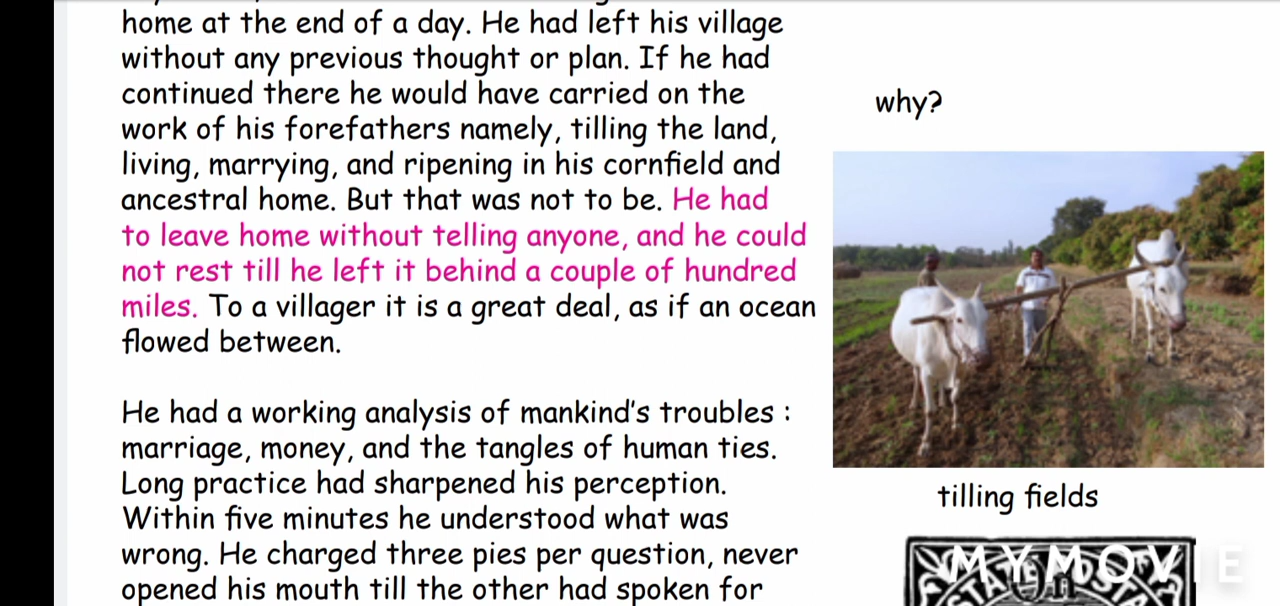 home at the end of a day. He had left his village
without any previous thought or plan. If he had
continued there he would have carried on the
work of his forefathers namely, tilling the land,
living, marrying, and ripening in his cornfield and
ancestral home. But that was not to be. He had
to leave home without telling anyone, and he could
not rest till he left it behind a couple of hundred
miles. To a villager it is a great deal, as if an ocean
flowed between.
He had a working analysis of mankind's troubles :
marriage, money, and the tangles of human ties.
Long practice had sharpened his perception.
Within five minutes he understood what was
wrong. He charged three pies per question, never
opened his mouth till the other had spoken for
why?
tilling fields
MYMOVIE